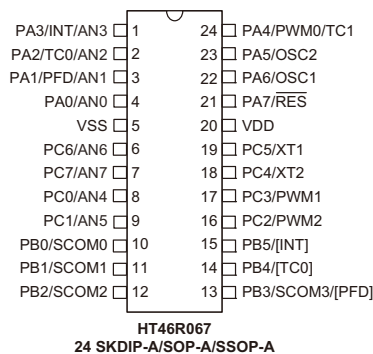 PA3/INT/AN3 1 24 PA4/PWM0/TC1
PA2/TC0/AN2 2 23 PA5/OSC2
PA1/PFD/AN1 3 22 PA6/OSC1
PA0/AN0 4 21 PA7/RES
VSS 5 20 VDD
PC6/AN6 6 19 PC5/XT1
PC7/AN7 7 18 PC4/XT2
PC0/AN4 8 17 PC3/PWM1
PC1/AN5 9 16 PC2/PWM2
PB0/SCOM0 10 15 PB5/[INT]
PB1/SCOM1 11 14 PB4/[TC0]
PB2/SCOM2 12 13 PB3/SCOM3/[PFD]
HT46R067
24 SKDIP-A/SOP-A/SSOP-A